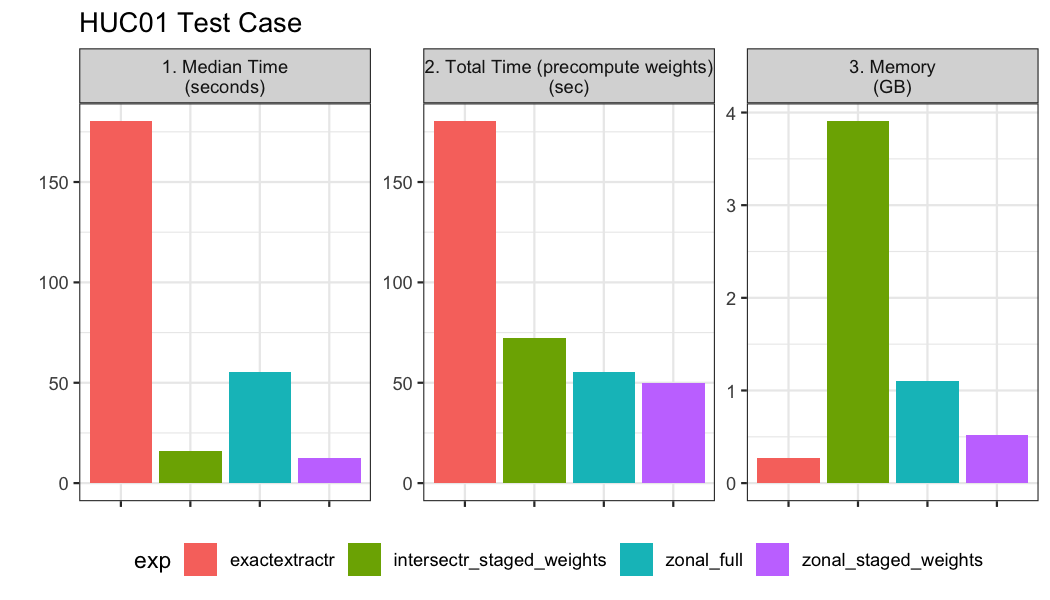 HUC01 Test Case
1. Median Time
(seconds)
2. Total Time (precompute weights)
(sec)
3. Memory
(GB)
150
100
50
0
150
100
50
0
4
3
2
1
0
exp exactextractr intersectr_staged_weights zonal_full zonal_staged_weights